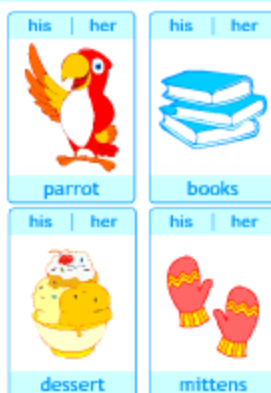 his | her
his | her
parrot
books
his | her
his | her
dessert
mittens